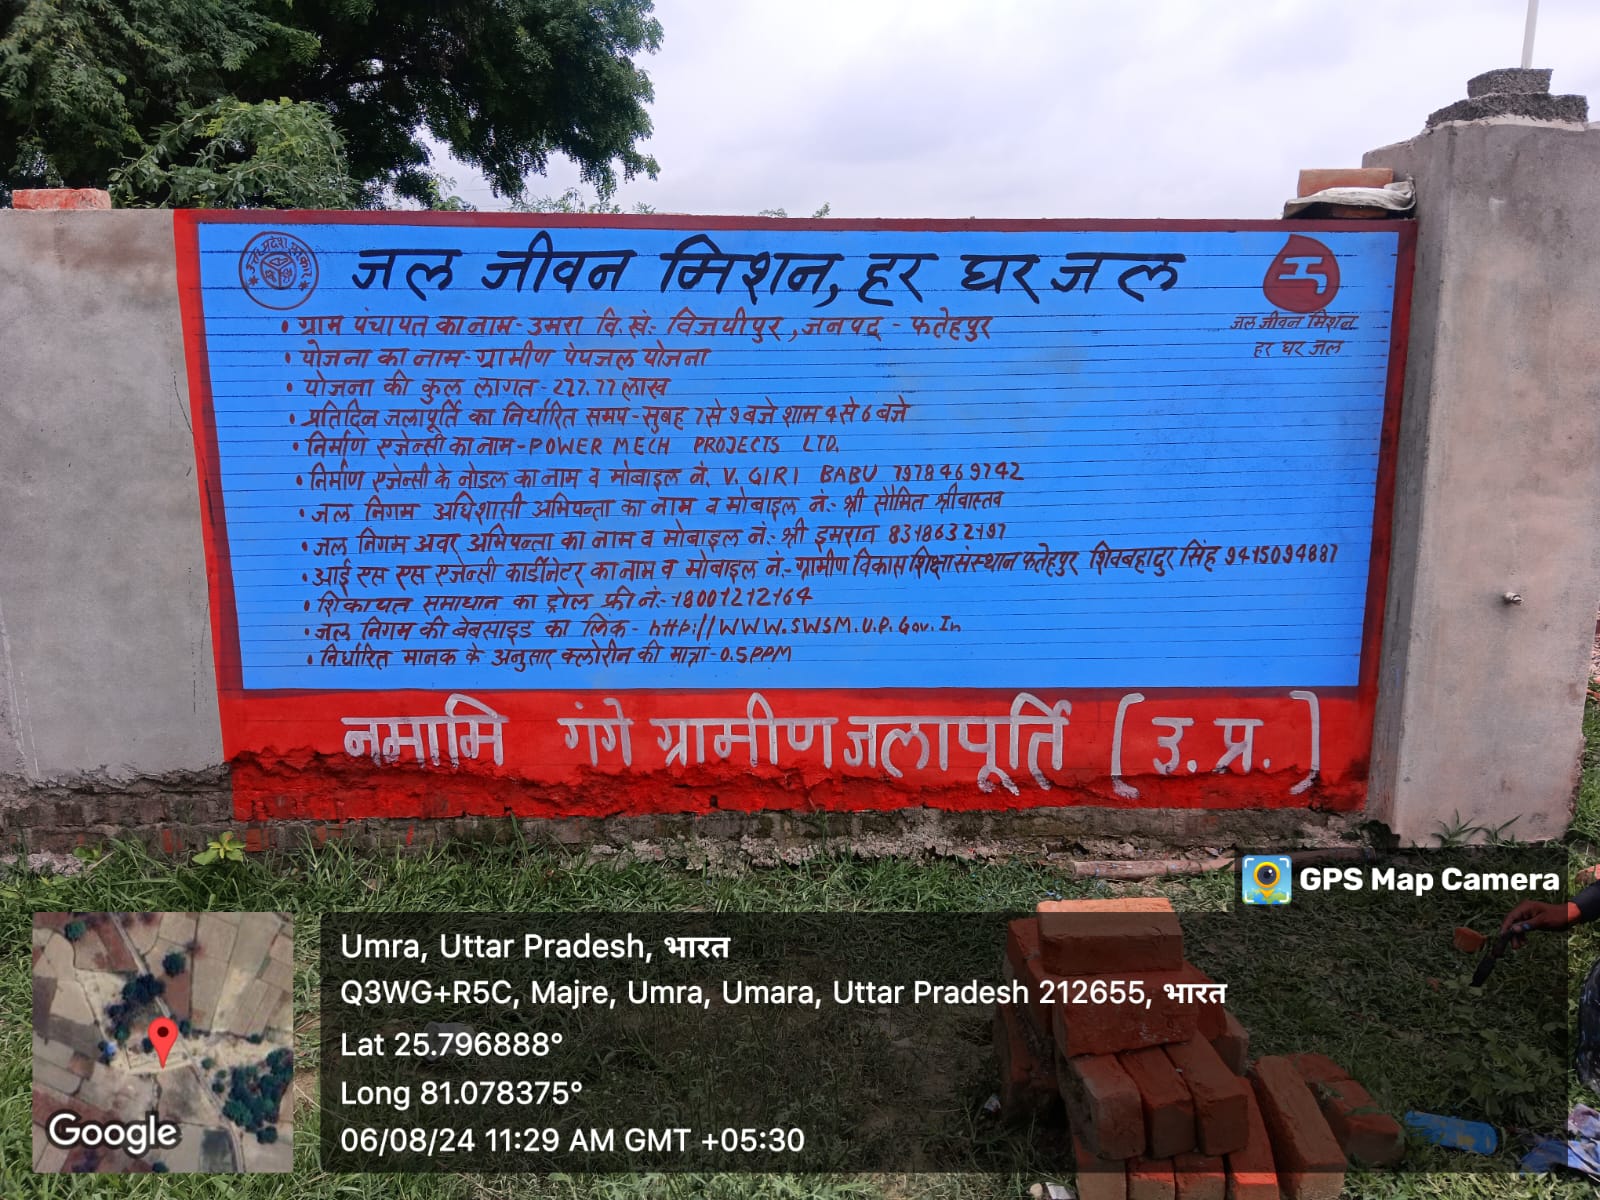 उत्तर प्रदेश सरकार
जल जीवन मिशन, हर घर जल
जल जीवन मिशन
हर घर जल
• ग्राम पंचायत का नाम- उमरा वि.खं:- विजयीपुर, जनपद - फतेहपुर
• योजना का नाम- ग्रामीण पेयजल योजना
• योजना की कुल लागत - 277.77 लाख
• प्रतिदिन जलापूर्ति का निर्धारित समय - सुबह 7 से 9 बजे शाम 4 से 6 बजे
• निर्माण एजेन्सी का नाम - POWER MECH PROJECTS LTD.
• निर्माण एजेन्सी के नोडल का नाम व मोबाइल नं. V. GIRI BABU 7978469742
• जल निगम अधिशासी अभियन्ता का नाम व मोबाइल नं.- श्री सौमित श्रीवास्तव
• जल निगम अवर अभियन्ता का नाम व मोबाइल नं.- श्री इमरान 8318632197
• आई एस एस एजेन्सी कार्डीनेटर का नाम व मोबाइल नं.- ग्रामीण विकास शिक्षा संस्थान फतेहपुर शिवबहादुर सिंह 9415094887
• शिकायत समाधान का ट्रोल फ्री नं.- 18001212164
• जल निगम की बेबसाइड का लिंक - http://WWW.SWSM.U.P.Gov.In
• निर्धारित मानक के अनुसार क्लोरीन की मात्रा - 0.5 PPM
नमामि गंगे ग्रामीण जलापूर्ति (उ.प्र.)
GPS Map Camera
Umra, Uttar Pradesh, भारत
Q3WG+R5C, Majre, Umra, Umara, Uttar Pradesh 212655, भारत
Lat 25.796888°
Long 81.078375°
06/08/24 11:29 AM GMT +05:30
Google